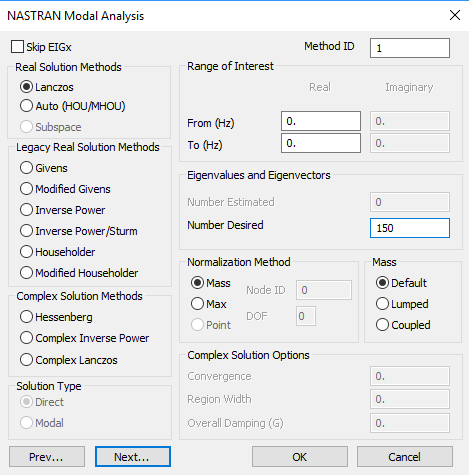 NASTRAN Modal Analysis
Skip EIGx
Method ID 1
Real Solution Methods
Lanczos
Auto (HOU/MHOU)
Subspace
Legacy Real Solution Methods
Givens
Modified Givens
Inverse Power
Inverse Power/Sturm
Householder
Modified Householder
Complex Solution Methods
Hessenberg
Complex Inverse Power
Complex Lanczos
Solution Type
Direct
Modal
Range of Interest
Real Imaginary
From (Hz) 0. 0.
To (Hz) 0. 0.
Eigenvalues and Eigenvectors
Number Estimated 0
Number Desired 150
Normalization Method
Mass
Max
Point
Node ID 0
DOF 0
Mass
Default
Lumped
Coupled
Complex Solution Options
Convergence 0.
Region Width 0.
Overall Damping (G) 0.
Prev... Next... OK Cancel